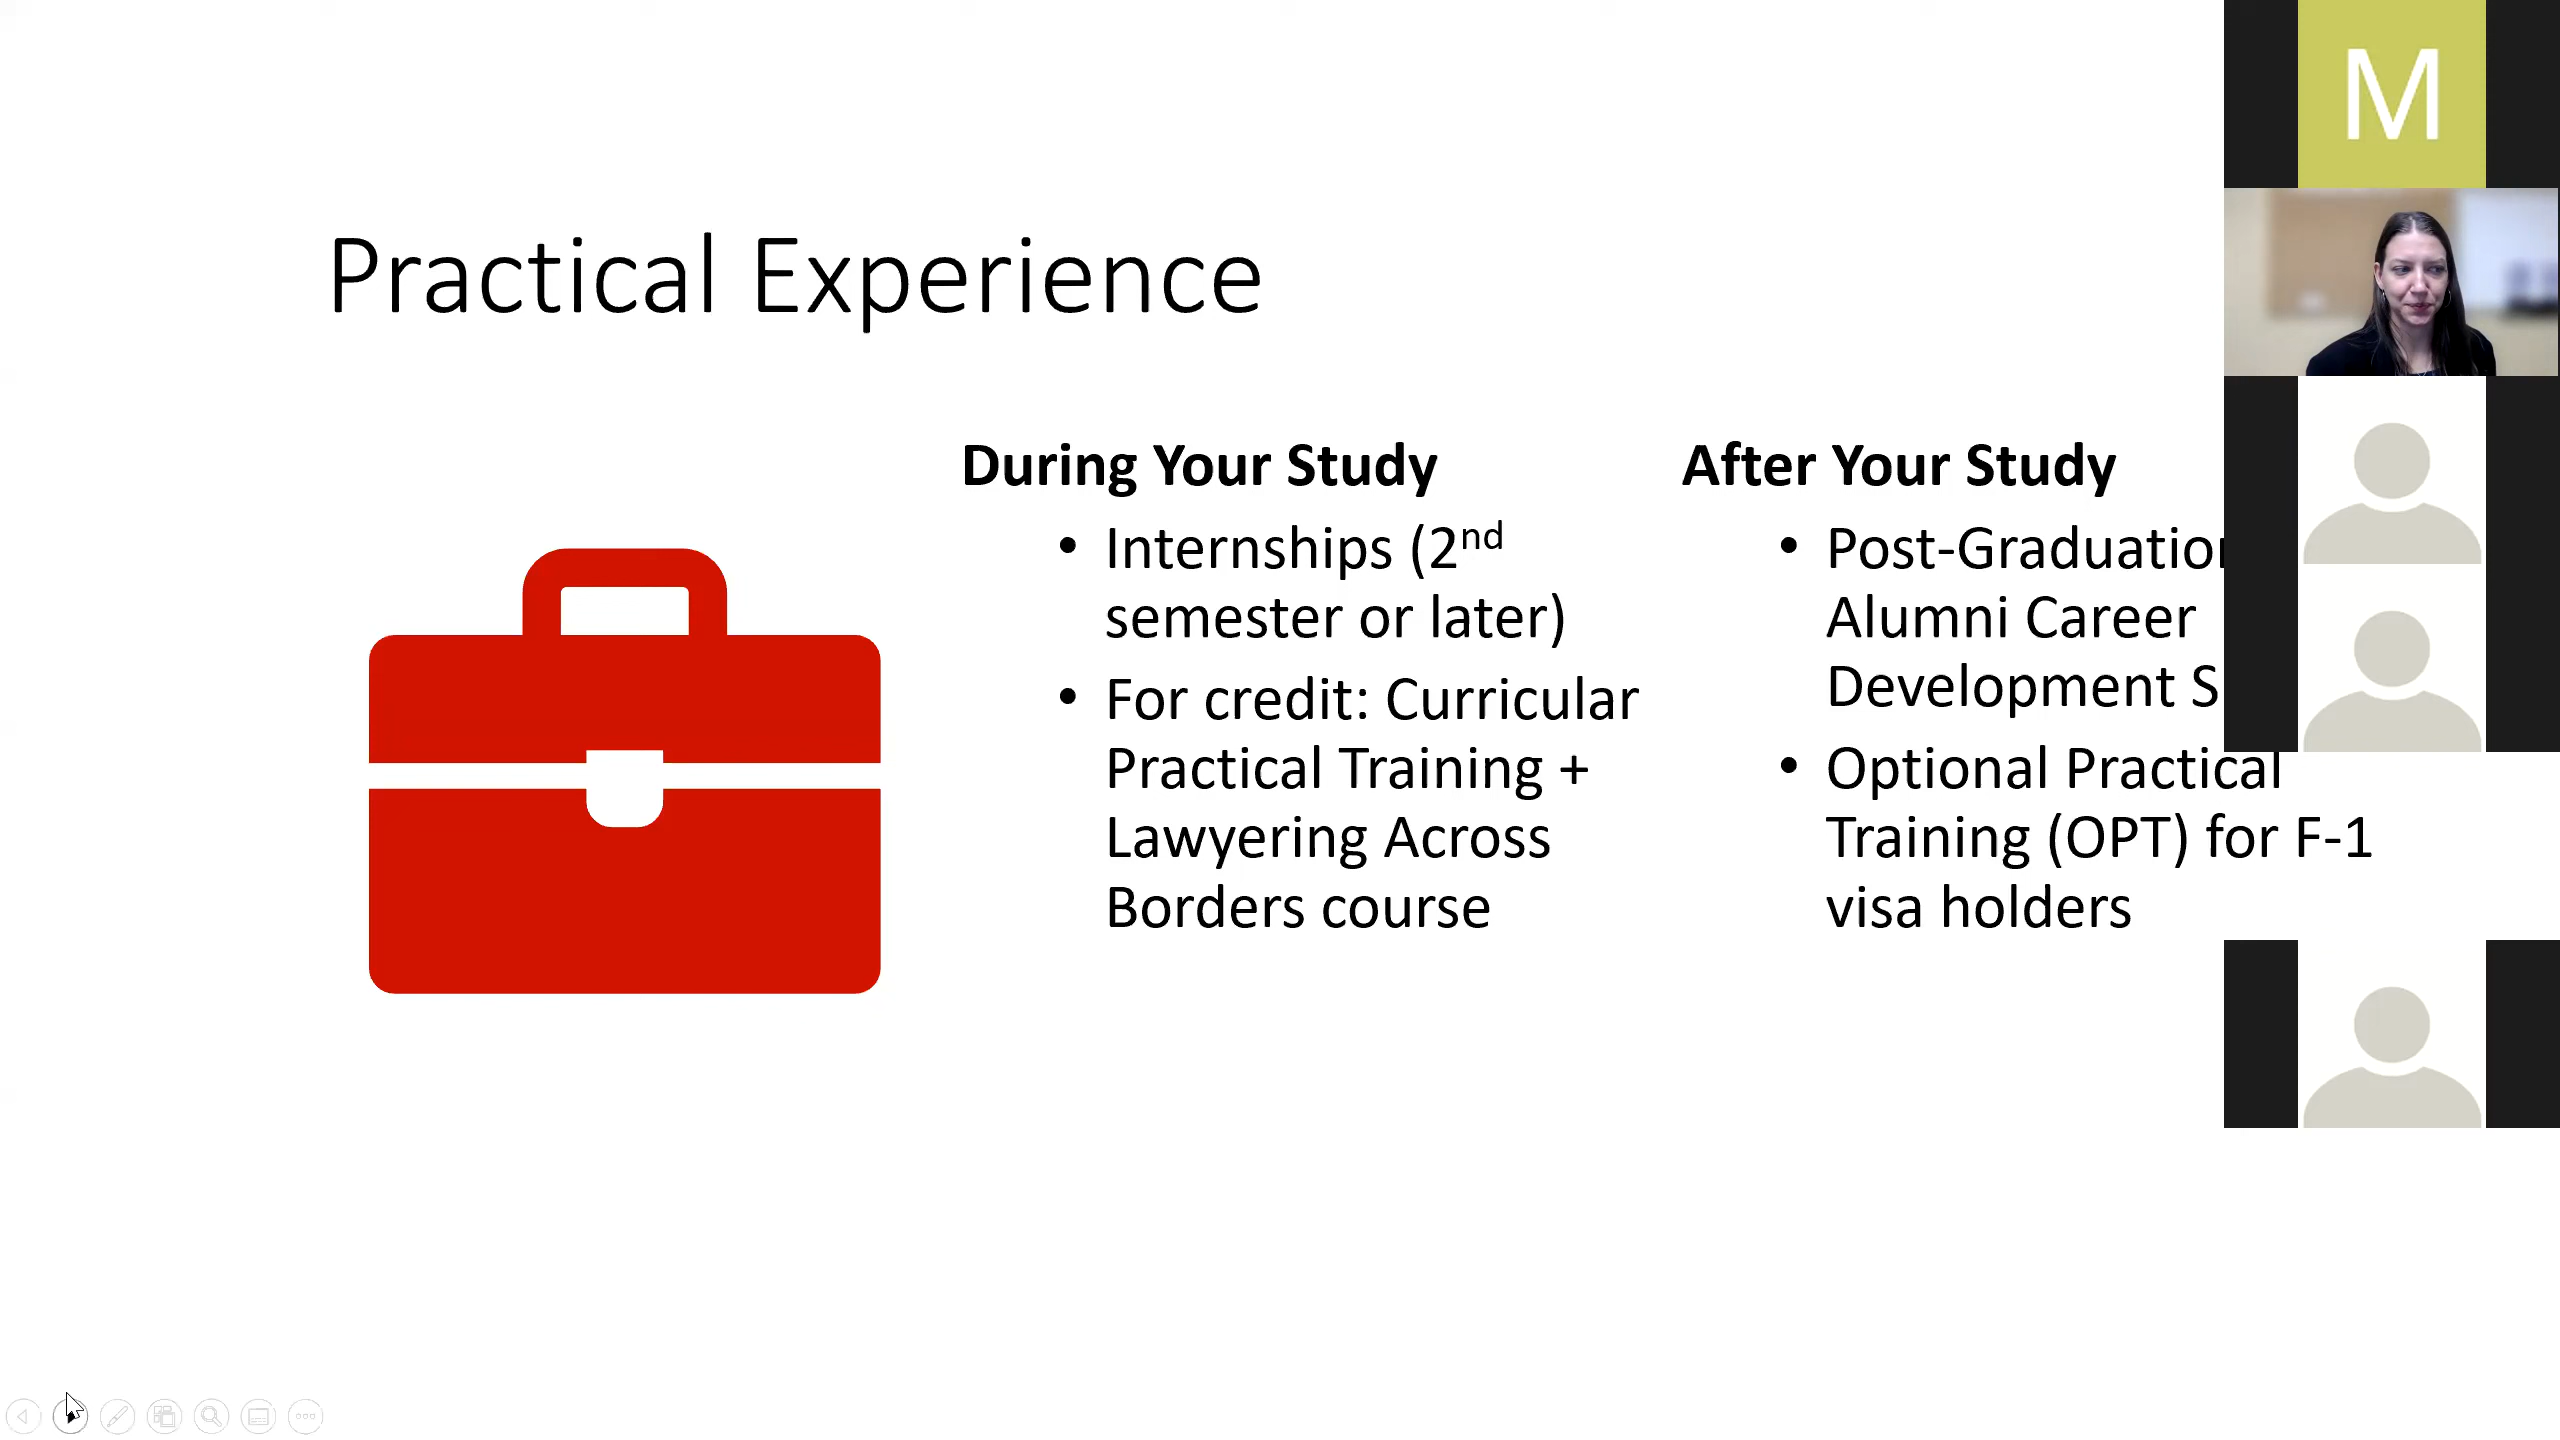 M
Practical Experience
During Your Study
• Internships (2nd
semester or later)
• For credit: Curricular
Practical Training +
Lawyering Across
Borders course
After Your Study
• Post-Graduation
Alumni Career
Development S
• Optional Practical
Training (OPT) for F-1
visa holders